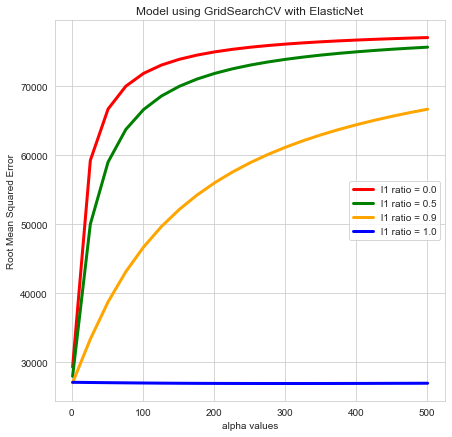 Model using GridSearchCV with ElasticNet
Root Mean Squared Error
70000
60000
50000
40000
30000
l1 ratio = 0.0
l1 ratio = 0.5
l1 ratio = 0.9
l1 ratio = 1.0
0
100
200
300
400
500
alpha values